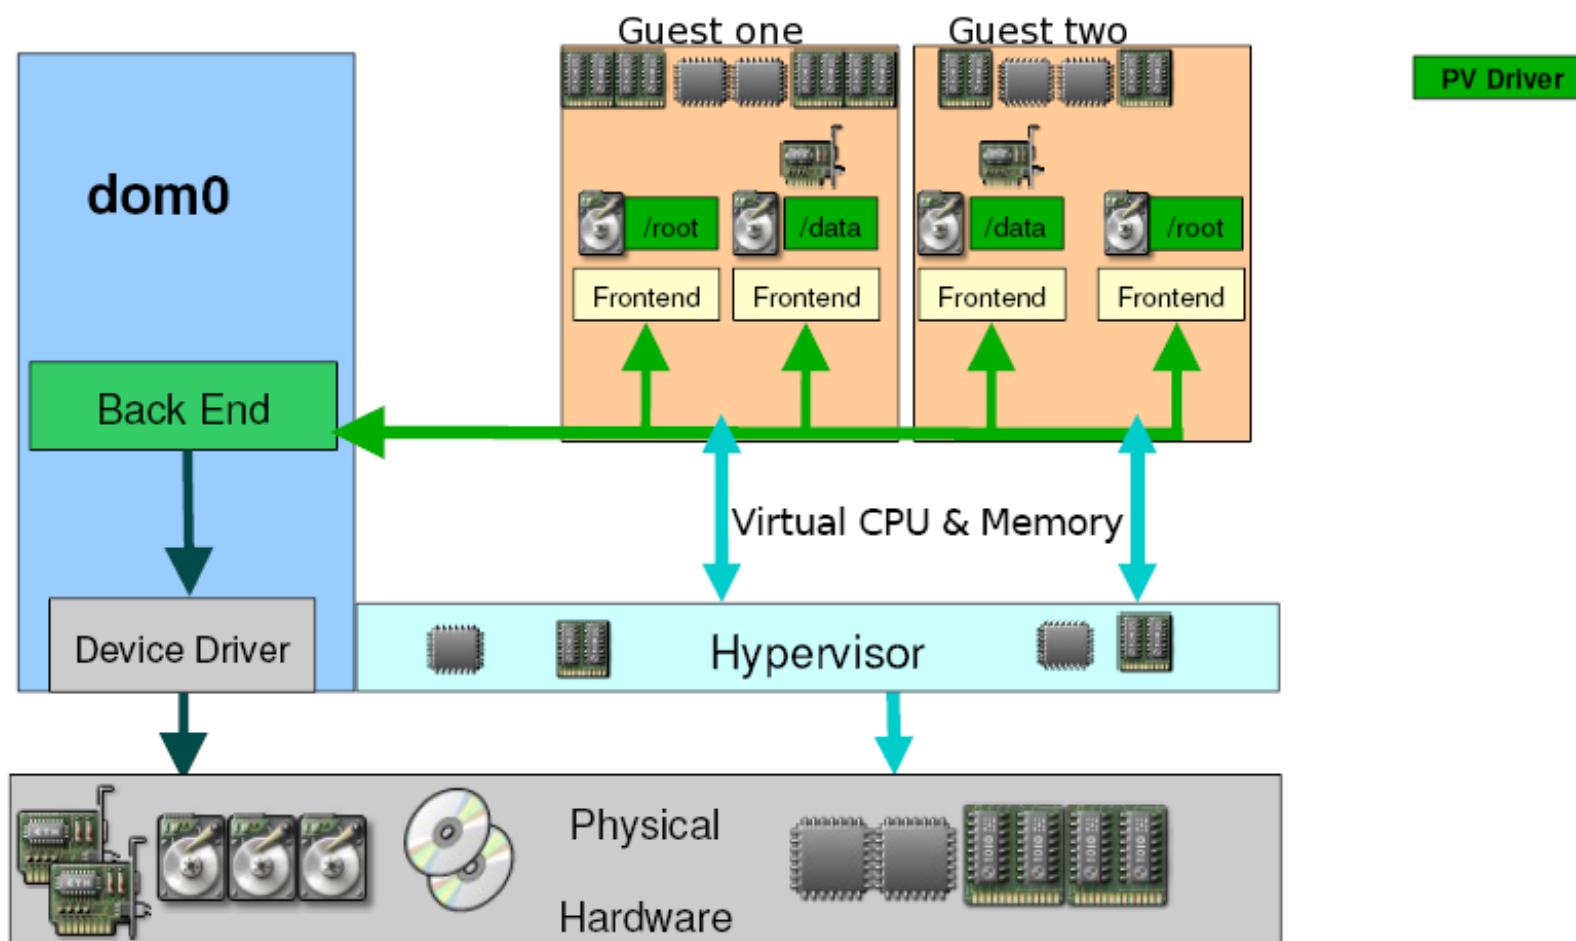 Guest one
Guest two
PV Driver
dom0
/root
/data
/data
/root
Frontend
Frontend
Frontend
Frontend
Back End
Virtual CPU & Memory
Device Driver
Hypervisor
Physical
Hardware